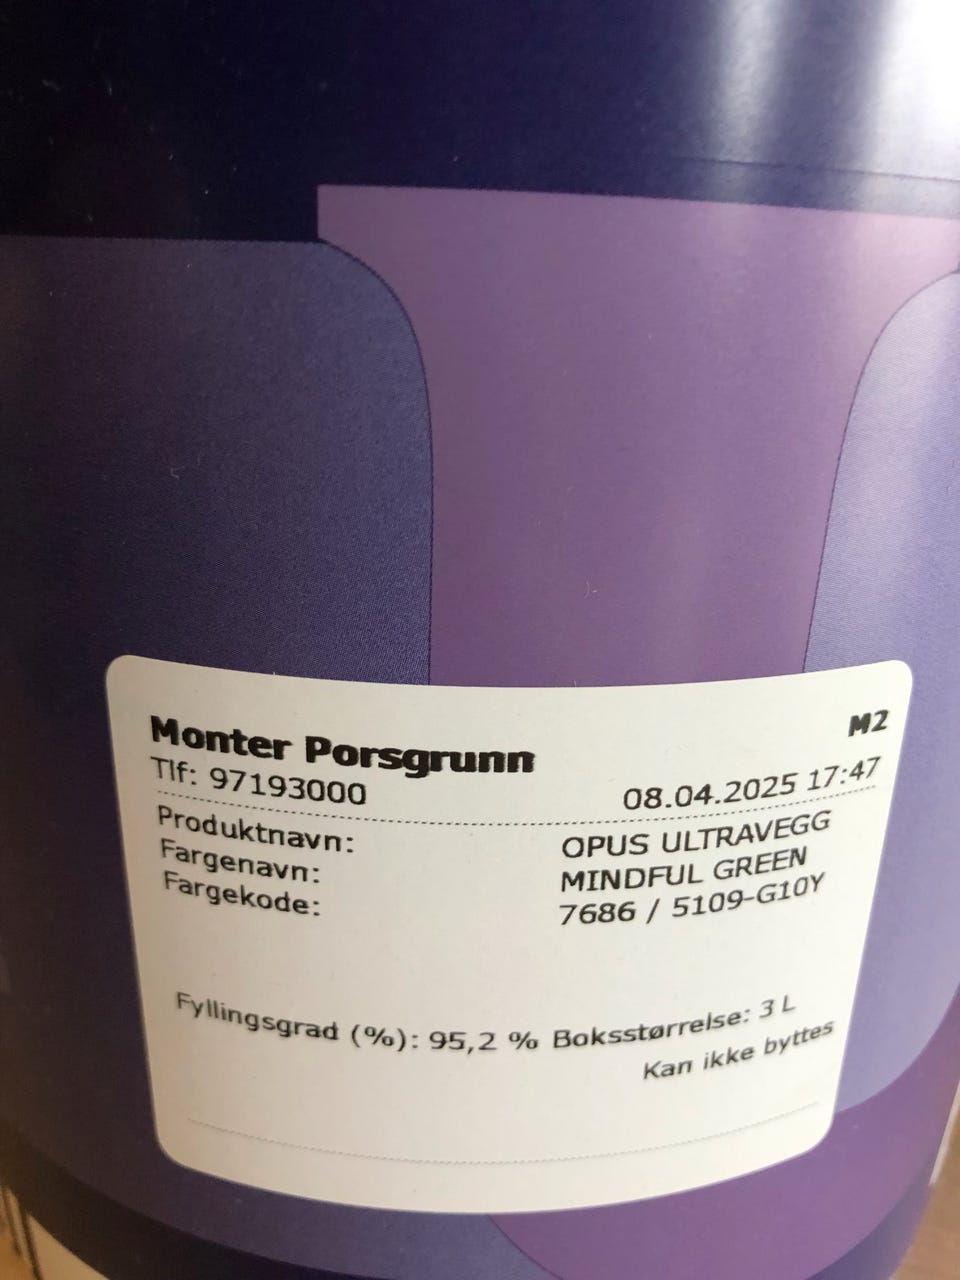 Monter Porsgrunn M2
Tlf: 97193000 08.04.2025 17:47
Produktnavn: OPUS ULTRAVEGG
Fargenavn: MINDFUL GREEN
Fargekode: 7686 / 5109-G10Y
Fyllingsgrad (%): 95,2 % Boksstørrelse: 3 L
Kan ikke byttes